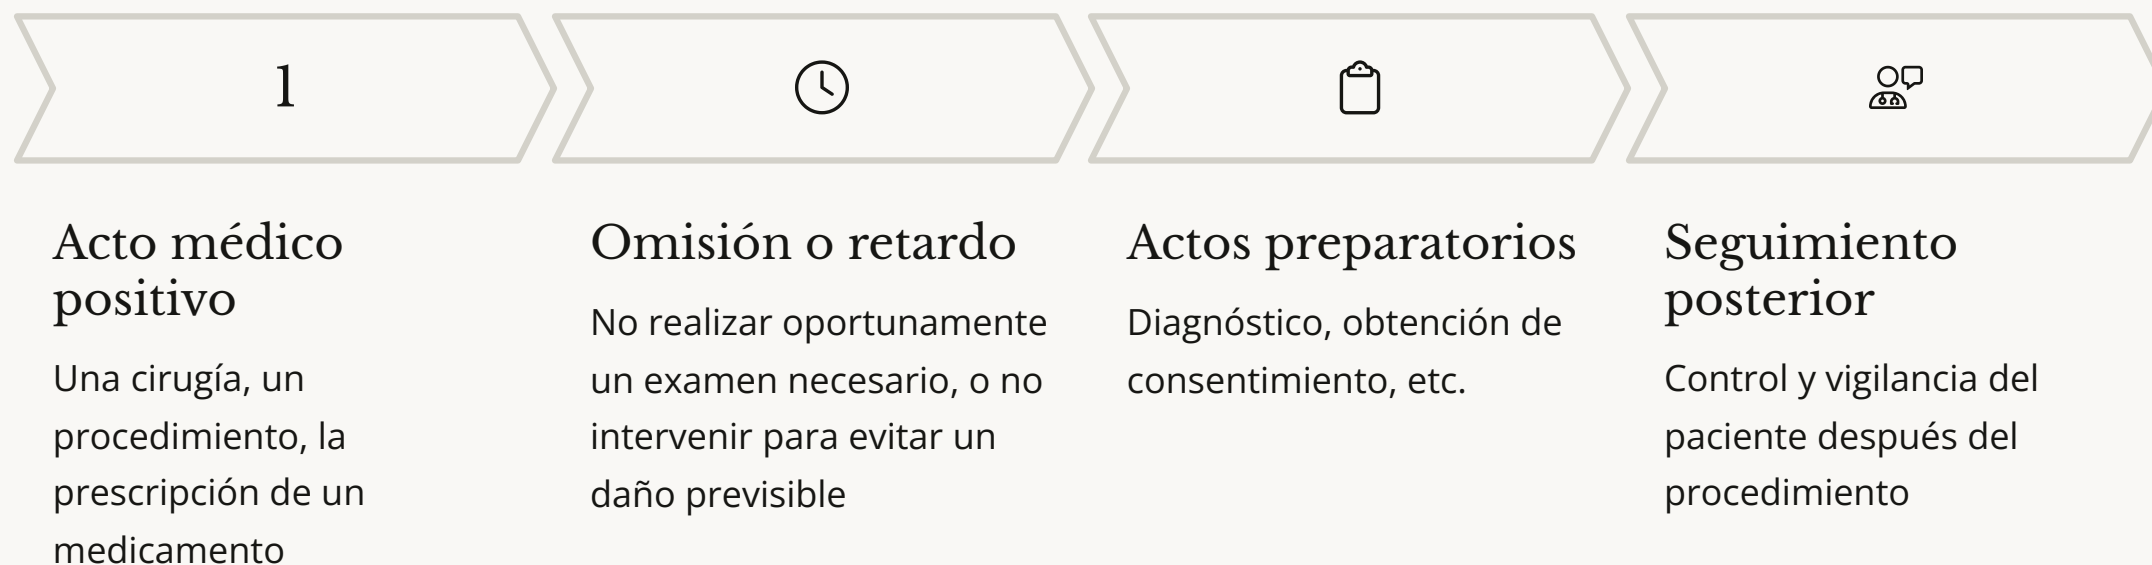 1
Acto médico
positivo
Una cirugía, un
procedimiento, la
prescripción de un
medicamento
Omisión o retardo
No realizar oportunamente
un examen necesario, o no
intervenir para evitar un
daño previsible
Actos preparatorios
Diagnóstico, obtención de
consentimiento, etc.
Seguimiento
posterior
Control y vigilancia del
paciente después del
procedimiento